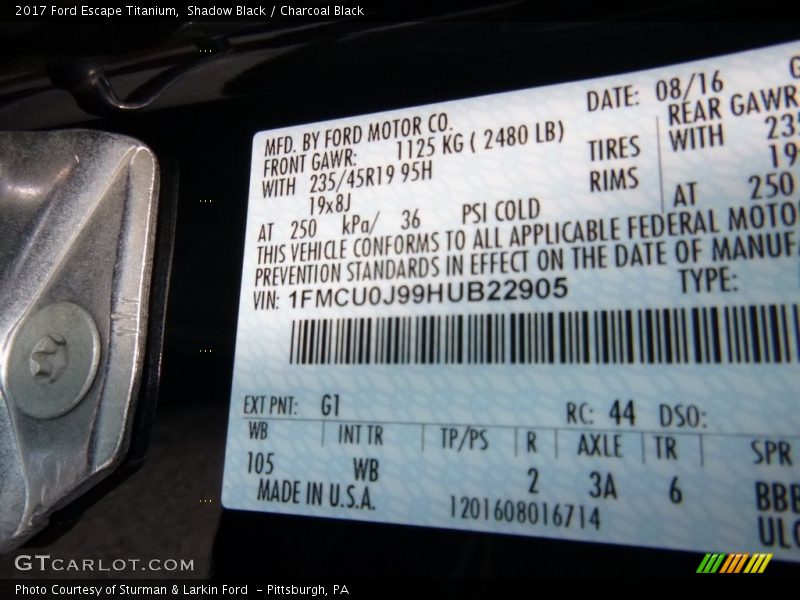 2017 Ford Escape Titanium,  Shadow Black / Charcoal Black
DATE: 08/16
MFD. BY FORD MOTOR CO.
FRONT GAWR: 1125 KG ( 2480 LB) REAR GAWR
WITH 235/45R19 95H TIRES WITH
19x8J RIMS 19
AT 250 kPa/ 36 PSI COLD AT 250
THIS VEHICLE CONFORMS TO ALL APPLICABLE FEDERAL MOTO
PREVENTION STANDARDS IN EFFECT ON THE DATE OF MANUF
VIN: 1FMCU0J99HUB22905 TYPE:
EXT PNT: G1 RC: 44 DSO:
WB INT TR TP/PS R AXLE TR SPR
105 WB 2 3A 6 BBB
MADE IN U.S.A. 1201608016714
GTCARLOT.COM
Photo Courtesy of Sturman & Larkin Ford  - Pittsburgh, PA